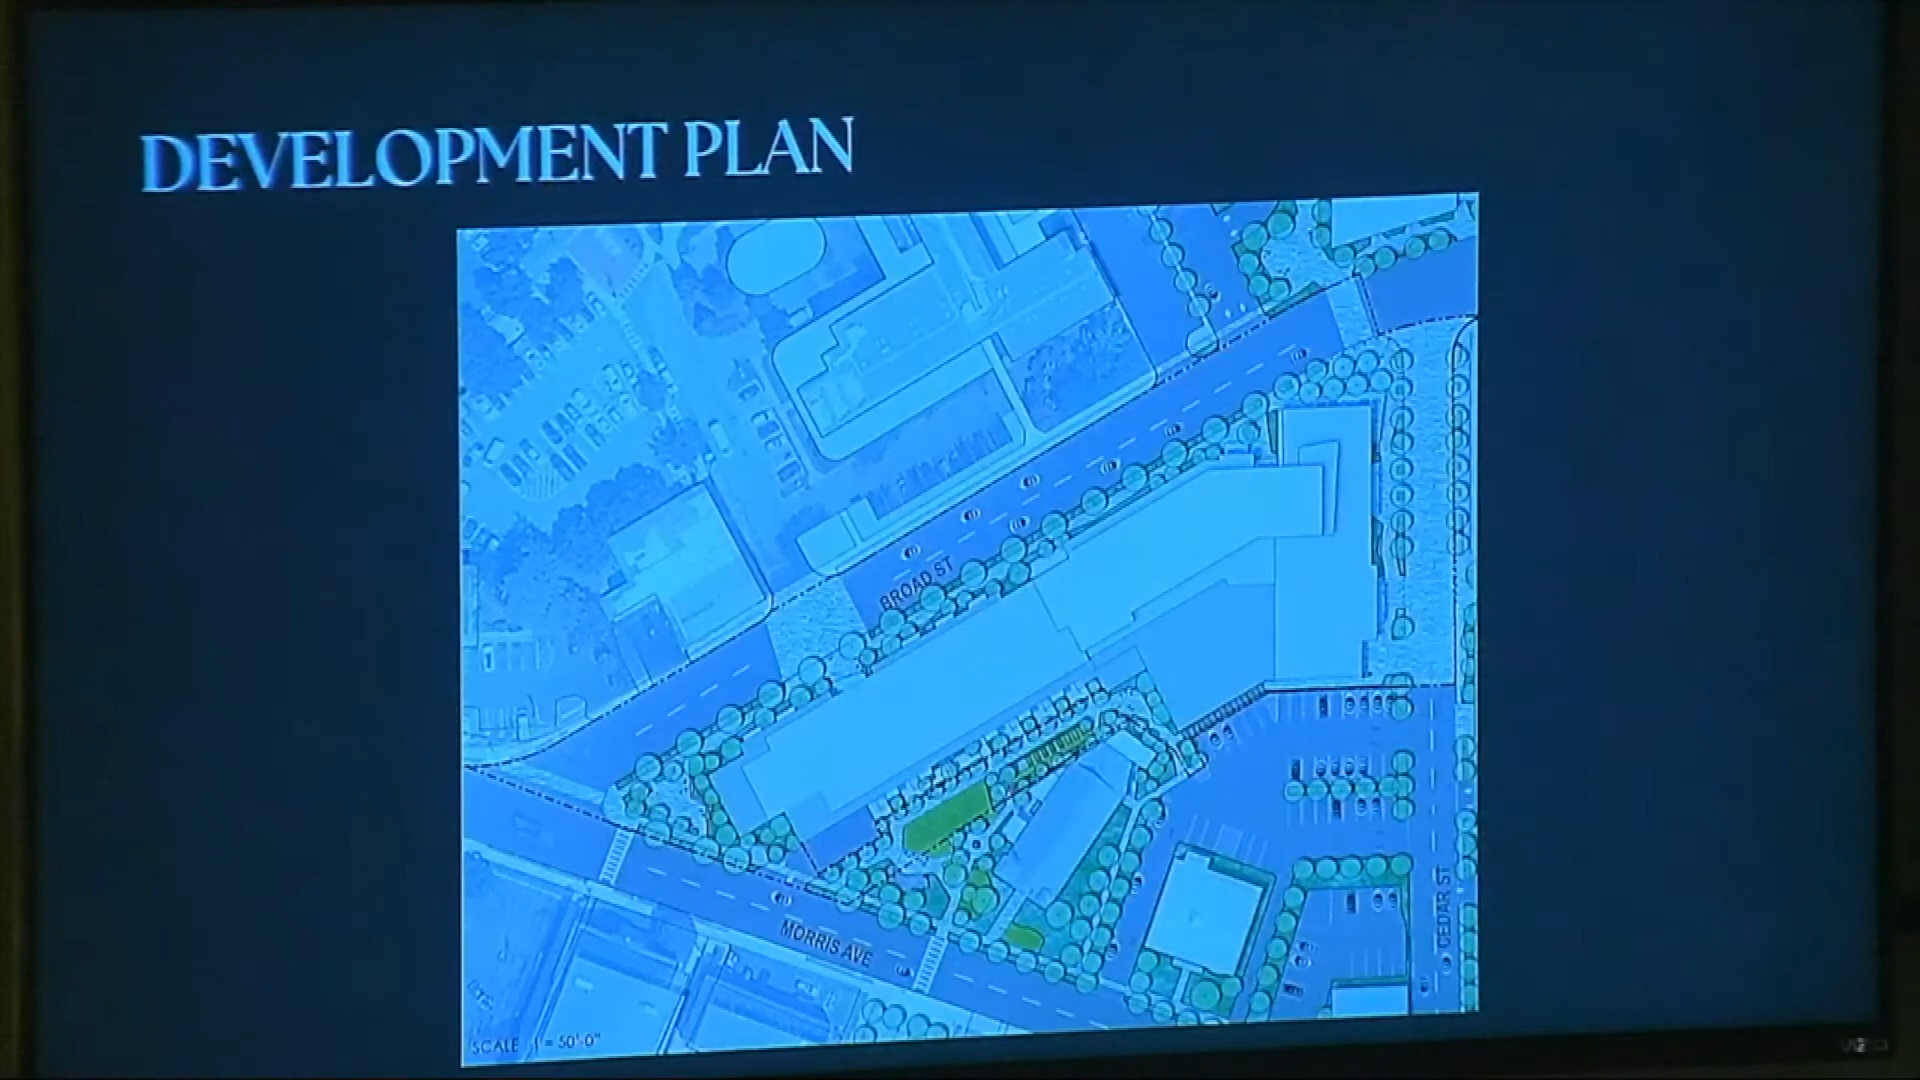 DEVELOPMENT PLAN
BROAD ST
MORRIS AVE
CEDAR ST
SCALE 1" = 50'-0"